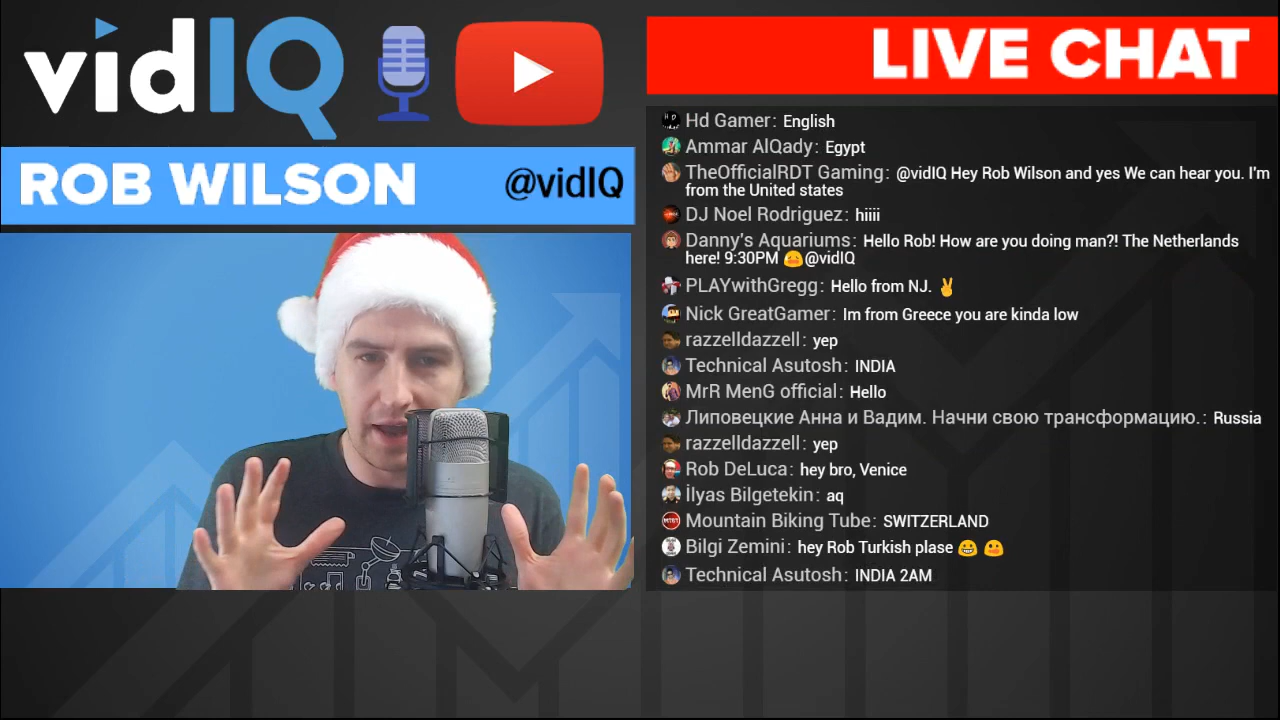 vidIQ
LIVE CHAT
ROB WILSON
@vidIQ
Hd Gamer: English
Ammar AlQady: Egypt
TheOfficialRDT Gaming: @vidIQ Hey Rob Wilson and yes We can hear you. I'm
from the United states
DJ Noel Rodriguez: hiiii
Danny's Aquariums: Hello Rob! How are you doing man?! The Netherlands
here! 9:30PM 😄@vidIQ
PLAYwithGregg: Hello from NJ. ✌
Nick GreatGamer: Im from Greece you are kinda low
razzelldazzell: yep
Technical Asutosh: INDIA
MrR MenG official: Hello
Липовецкие Анна и Вадим. Начни свою трансформацию.: Russia
razzelldazzell: yep
Rob DeLuca: hey bro, Venice
İlyas Bilgetekin: aq
Mountain Biking Tube: SWITZERLAND
Bilgi Zemini: hey Rob Turkish plase 😀 😛
Technical Asutosh: INDIA 2AM